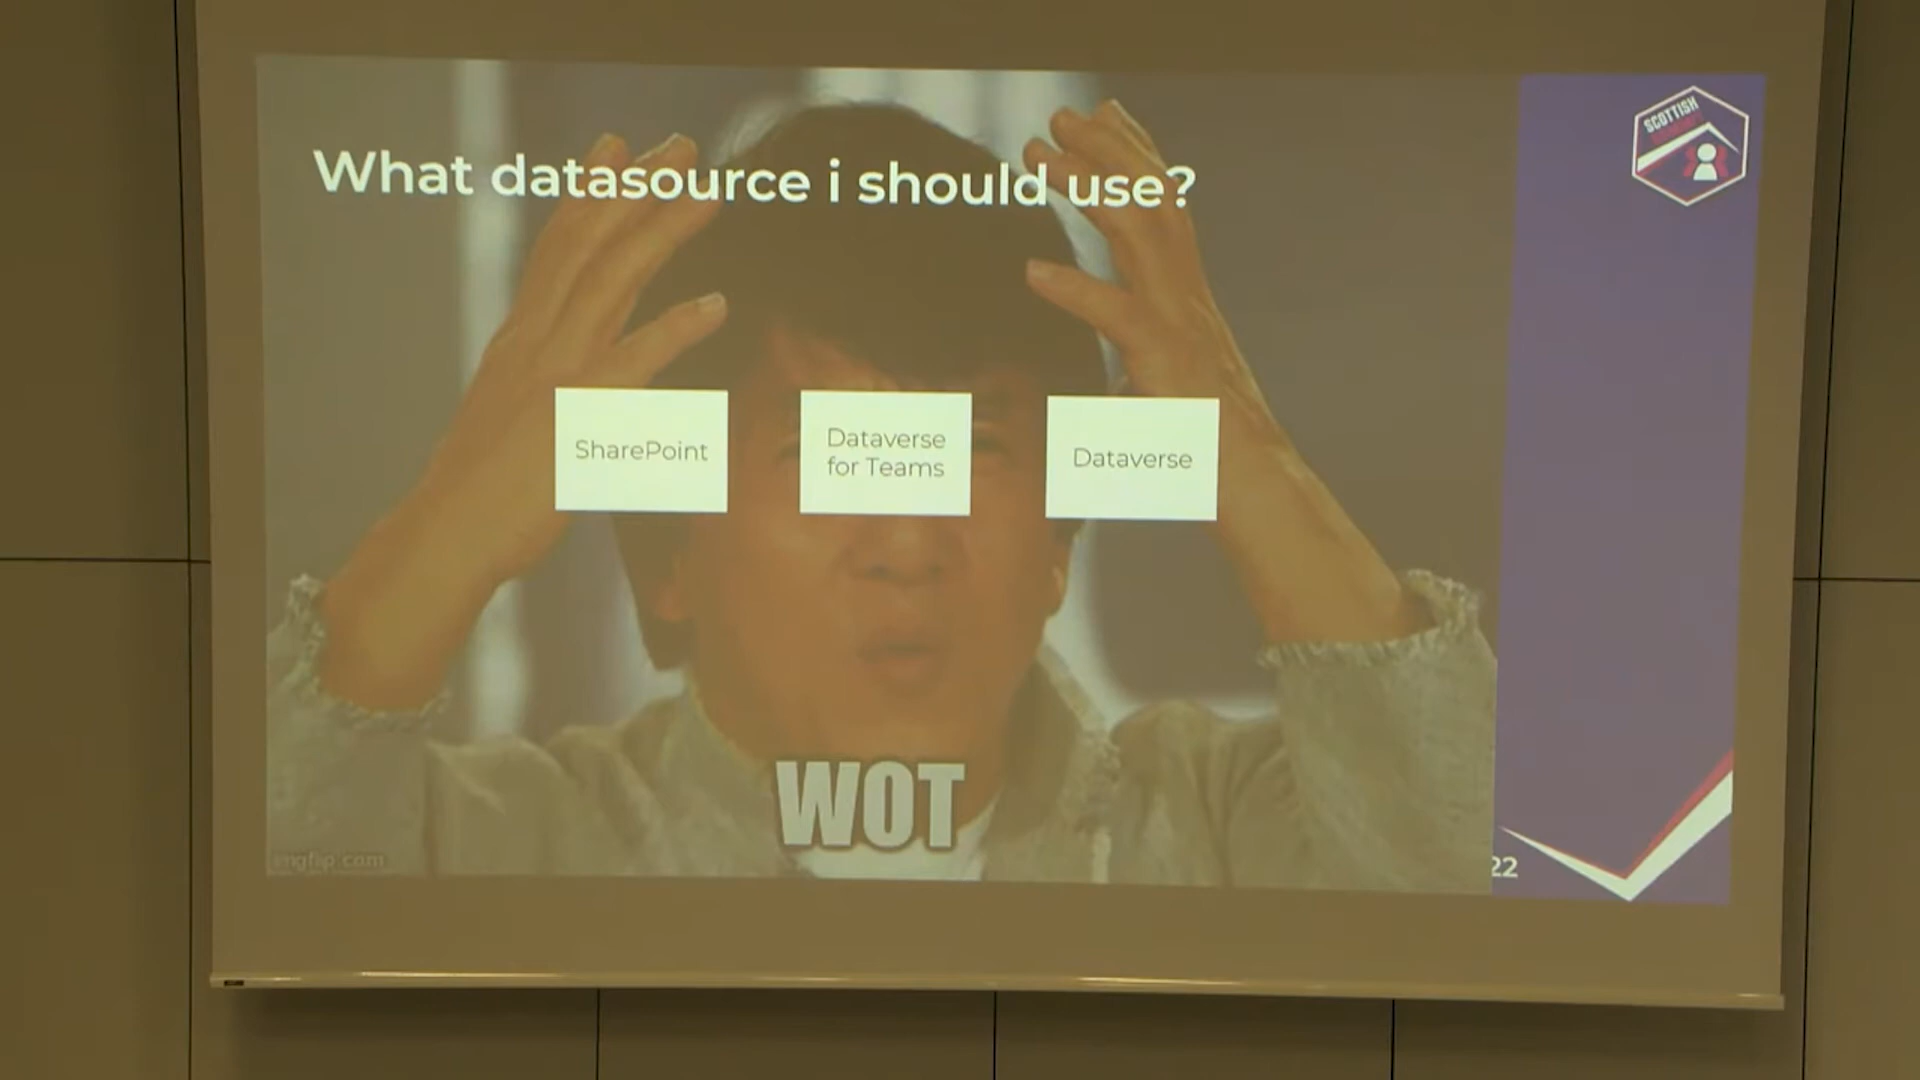 SCOTTISH
What datasource i should use?
SharePoint
Dataverse
for Teams
Dataverse
WOT
imgflip.com
22